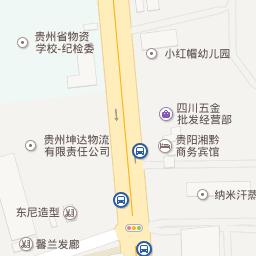 贵州省物资
学校-纪检委
小红帽幼儿园
四川五金
批发经营部
贵州坤达物流
有限责任公司
贵阳湘黔
商务宾馆
纳米汗蒸
东尼造型
馨兰发廊